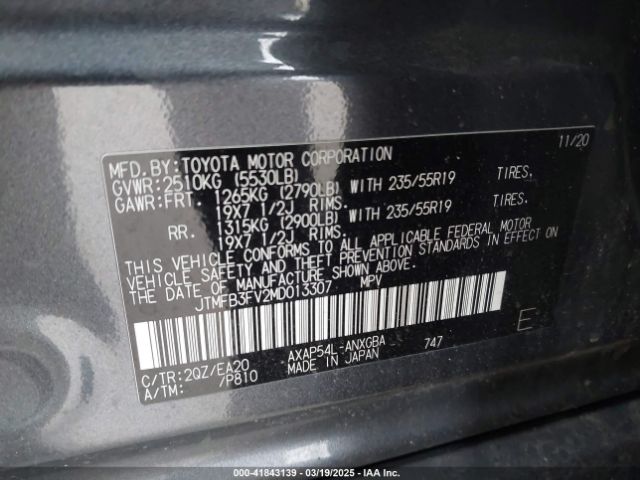 11/20
MFD.BY:TOYOTA MOTOR CORPORATION
GVWR:2510KG (5530LB)
GAWR:FRT. 1265KG (2790LB) WITH 235/55R19 TIRES.
19X7 1/2J RIMS.
RR. 1315KG (2900LB) WITH 235/55R19 TIRES.
19X7 1/2J RIMS.
THIS VEHICLE CONFORMS TO ALL APPLICABLE FEDERAL MOTOR
VEHICLE SAFETY AND THEFT PREVENTION STANDARDS IN EFFECT ON
THE DATE OF MANUFACTURE SHOWN ABOVE.
JTMFB3FV2MD013307 MPV
C/TR:2QZ/EA20 AXAP54L-ANXGBA 747
A/TM: /P810 MADE IN JAPAN
E
000-41843139 — 03/19/2025 — IAA Inc.